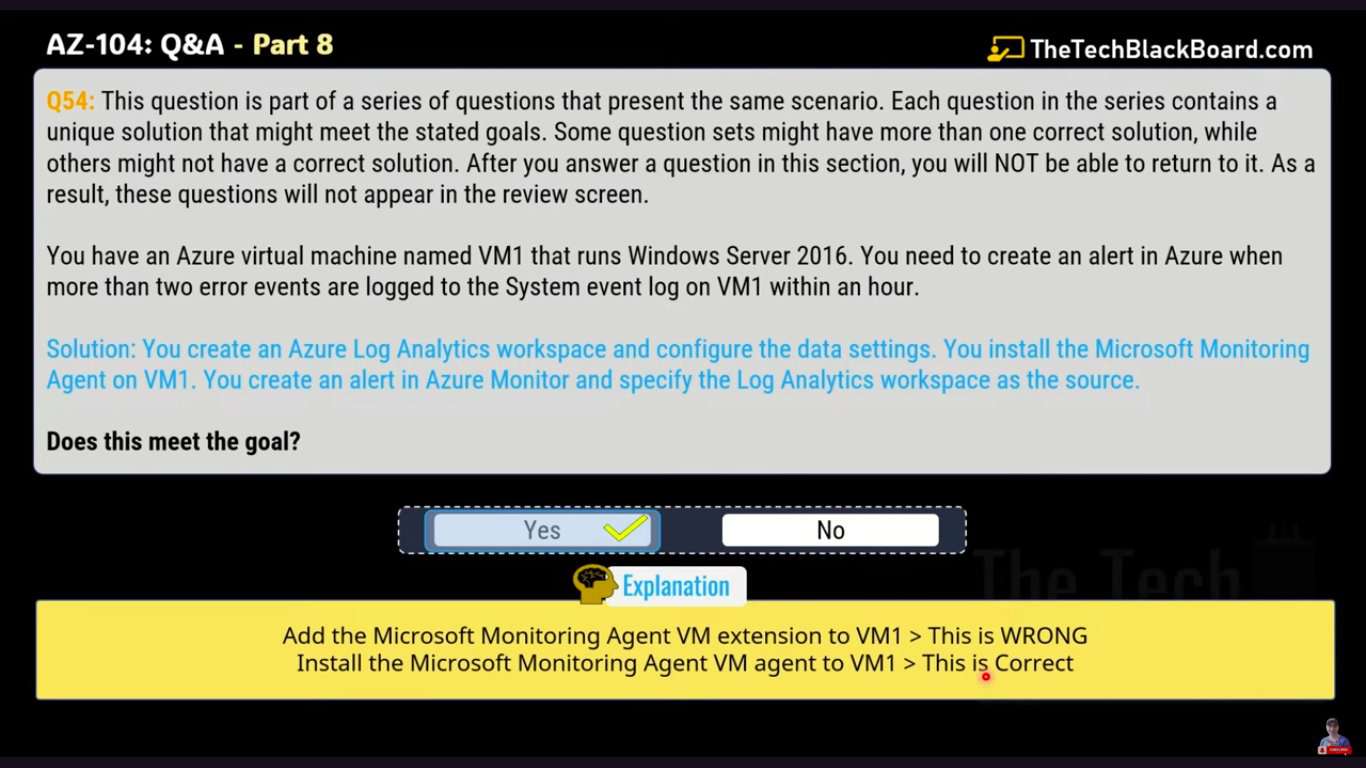 AZ-104: Q&A - Part 8
TheTechBlackBoard.com
Q54: This question is part of a series of questions that present the same scenario. Each question in the series contains a
unique solution that might meet the stated goals. Some question sets might have more than one correct solution, while
others might not have a correct solution. After you answer a question in this section, you will NOT be able to return to it. As a
result, these questions will not appear in the review screen.
You have an Azure virtual machine named VM1 that runs Windows Server 2016. You need to create an alert in Azure when
more than two error events are logged to the System event log on VM1 within an hour.
Solution: You create an Azure Log Analytics workspace and configure the data settings. You install the Microsoft Monitoring
Agent on VM1. You create an alert in Azure Monitor and specify the Log Analytics workspace as the source.
Does this meet the goal?
Yes
No
The Tech
Explanation
Add the Microsoft Monitoring Agent VM extension to VM1 > This is WRONG
Install the Microsoft Monitoring Agent VM agent to VM1 > This is Correct